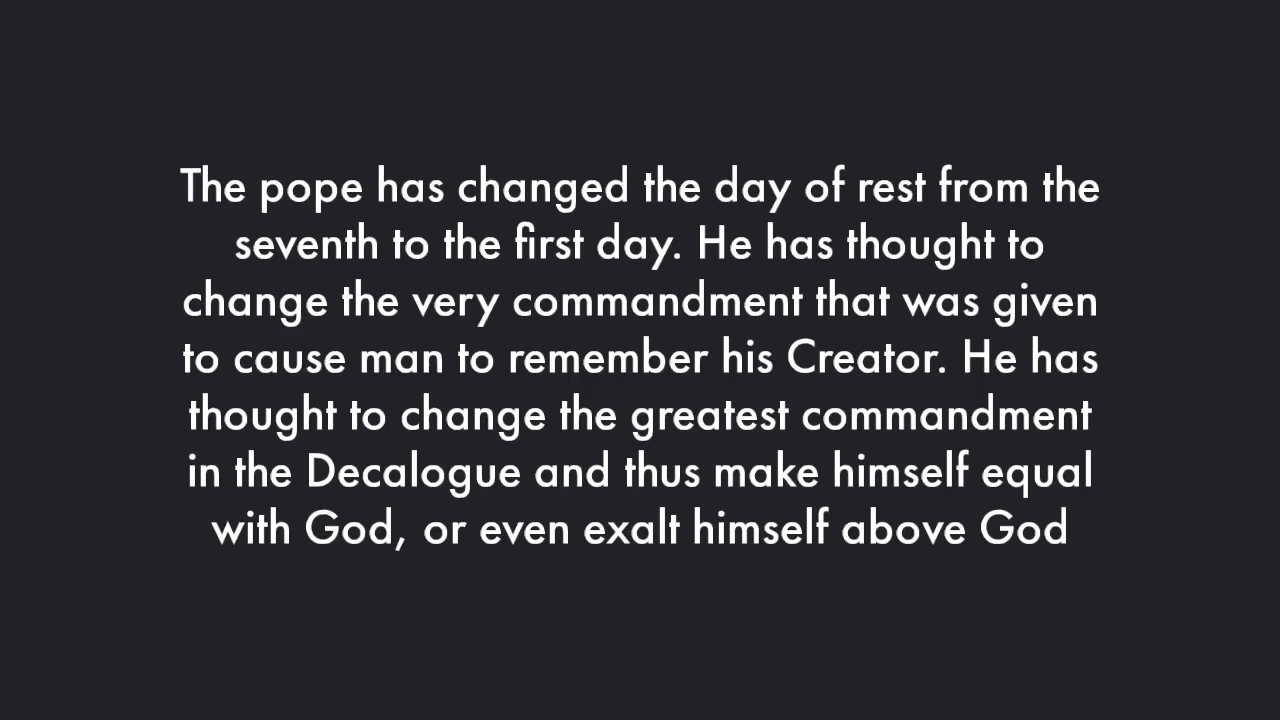 The pope has changed the day of rest from the
seventh to the first day. He has thought to
change the very commandment that was given
to cause man to remember his Creator. He has
thought to change the greatest commandment
in the Decalogue and thus make himself equal
with God, or even exalt himself above God